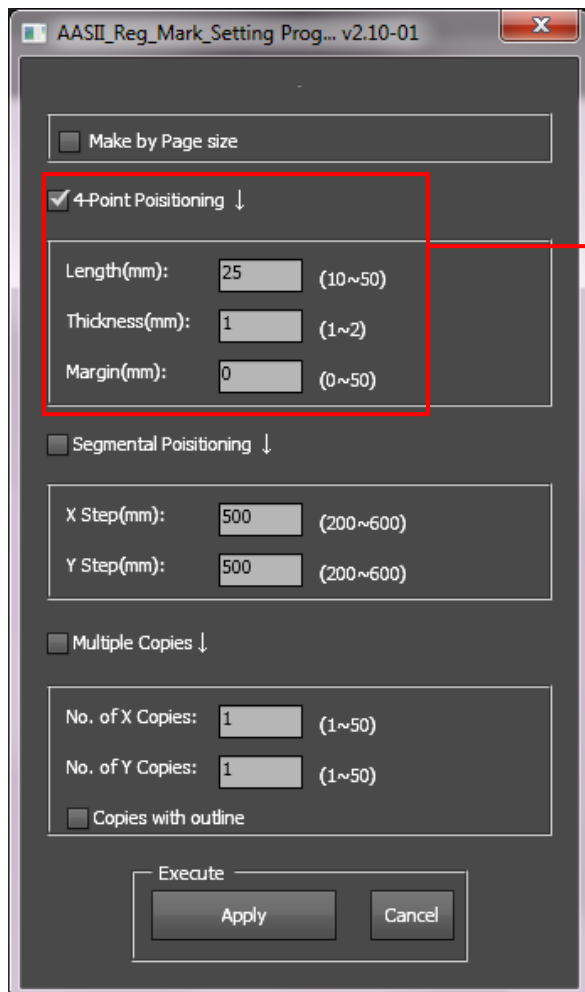 AASII_Reg_Mark_Setting Prog... v2.10-01
Make by Page size
4-Point Poisitioning ↓
Length(mm): 25 (10~50)
Thickness(mm): 1 (1~2)
Margin(mm): 0 (0~50)
Segmental Poisitioning ↓
X Step(mm): 500 (200~600)
Y Step(mm): 500 (200~600)
Multiple Copies ↓
No. of X Copies: 1 (1~50)
No. of Y Copies: 1 (1~50)
Copies with outline
Execute
Apply Cancel